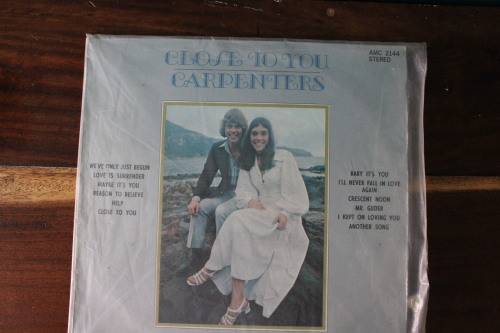 CLOSE TO YOU
CARPENTERS
AMC 2144
STEREO
WE'VE ONLY JUST BEGUN
LOVE IS SURRENDER
MAYBE IT'S YOU
REASON TO BELIEVE
HELP
CLOSE TO YOU
BABY IT'S YOU
I'LL NEVER FALL IN LOVE
AGAIN
CRESCENT NOON
MR. GUDER
I KEPT ON LOVING YOU
ANOTHER SONG